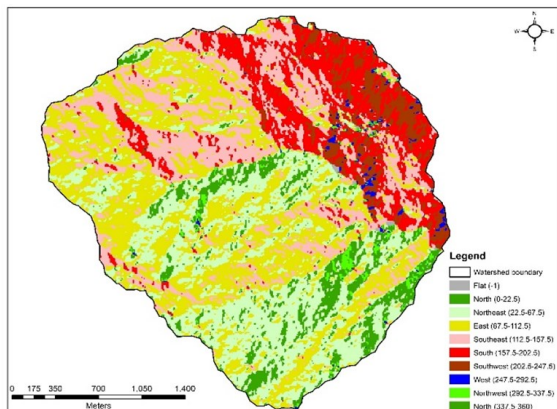 N
W E
S
Legend
Watershed boundary
Flat (-1)
North (0-22.5)
Northeast (22.5-67.5)
East (67.5-112.5)
Southeast (112.5-157.5)
South (157.5-202.5)
Southwest (202.5-247.5)
West (247.5-292.5)
Northwest (292.5-337.5)
North (337.5-360)
0 175 350 700 1,050 1,400
Meters